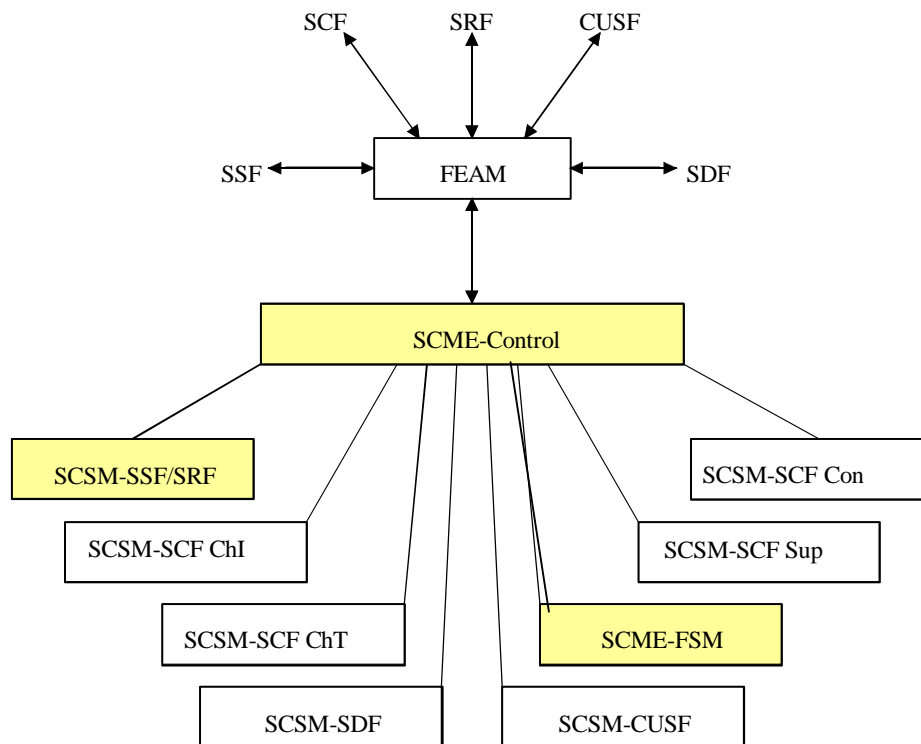 SCF
SRF
CUSF
SSF
FEAM
SDF
SCME-Control
SCSM-SSF/SRF
SCSM-SCF Con
SCSM-SCF ChI
SCSM-SCF Sup
SCSM-SCF ChT
SCME-FSM
SCSM-SDF
SCSM-CUSF